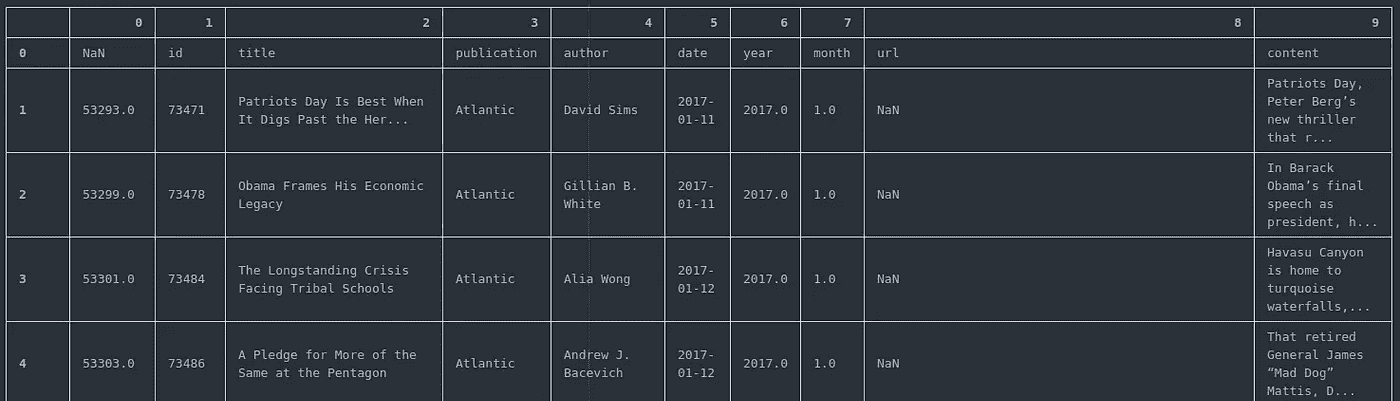 0 1 2 3 4 5 6 7 8 9
0 NaN id title publication author date year month url content
1 53293.0 73471 Patriots Day Is Best When It Digs Past the Her... Atlantic David Sims 2017-01-11 2017.0 1.0 NaN Patriots Day, Peter Berg’s new thriller that r...
2 53299.0 73478 Obama Frames His Economic Legacy Atlantic Gillian B. White 2017-01-11 2017.0 1.0 NaN In Barack Obama’s final speech as president, h...
3 53301.0 73484 The Longstanding Crisis Facing Tribal Schools Atlantic Alia Wong 2017-01-12 2017.0 1.0 NaN Havasu Canyon is home to turquoise waterfalls,...
4 53303.0 73486 A Pledge for More of the Same at the Pentagon Atlantic Andrew J. Bacevich 2017-01-12 2017.0 1.0 NaN That retired General James “Mad Dog” Mattis, D...